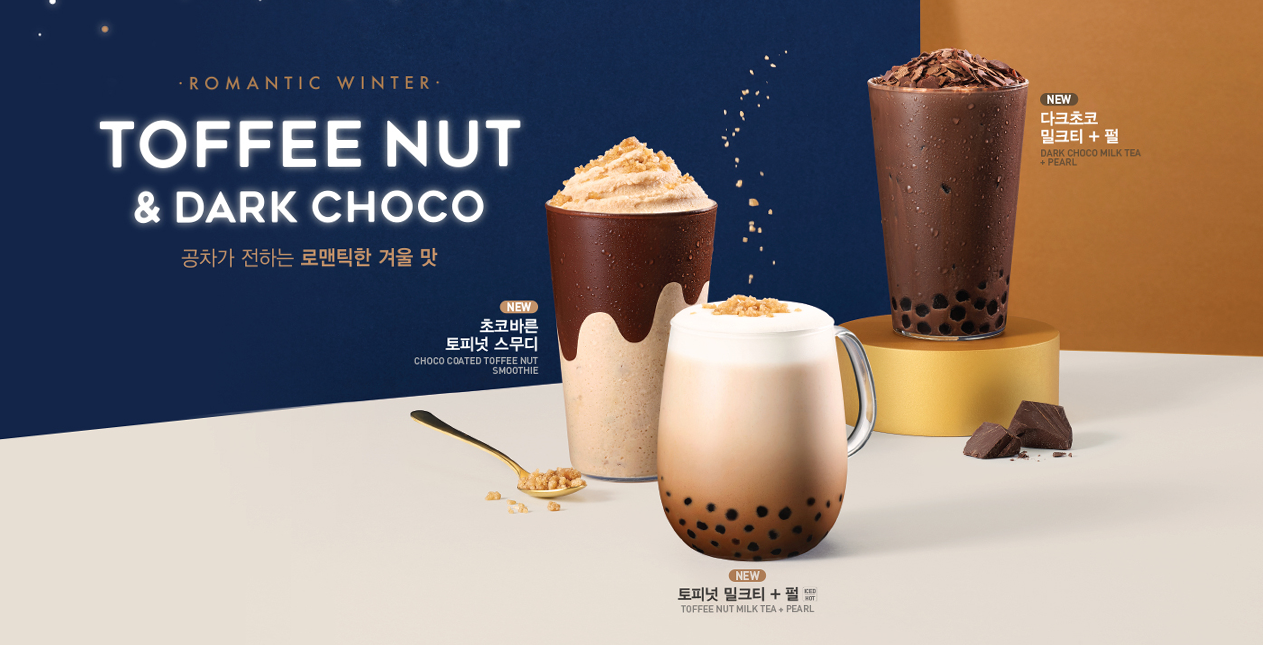 ·ROMANTIC WINTER·
TOFFEE NUT
& DARK CHOCO
공차가 전하는 로맨틱한 겨울 맛
NEW
초코바른
토피넛 스무디
CHOCO COATED TOFFEE NUT
SMOOTHIE
NEW
다크초코
밀크티 + 펄
DARK CHOCO MILK TEA
+ PEARL
NEW
토피넛 밀크티 + 펄 ICED
HOT
TOFFEE NUT MILK TEA + PEARL